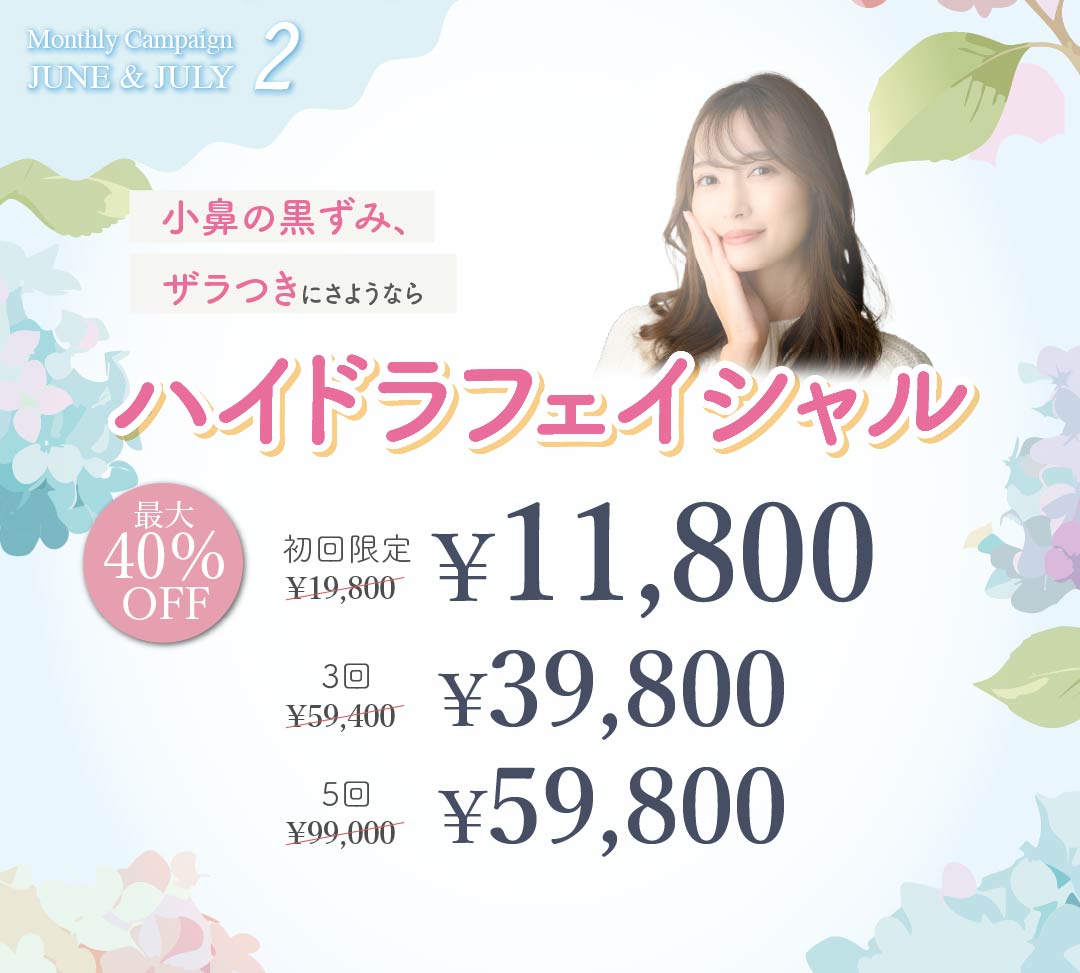 Monthly Campaign
JUNE & JULY 2
小鼻の黒ずみ、
ザラつきにさようなら
ハイドラフェイシャル
最大
40%
OFF
初回限定
¥19,800
¥11,800
3回
¥59,400
¥39,800
5回
¥99,000
¥59,800